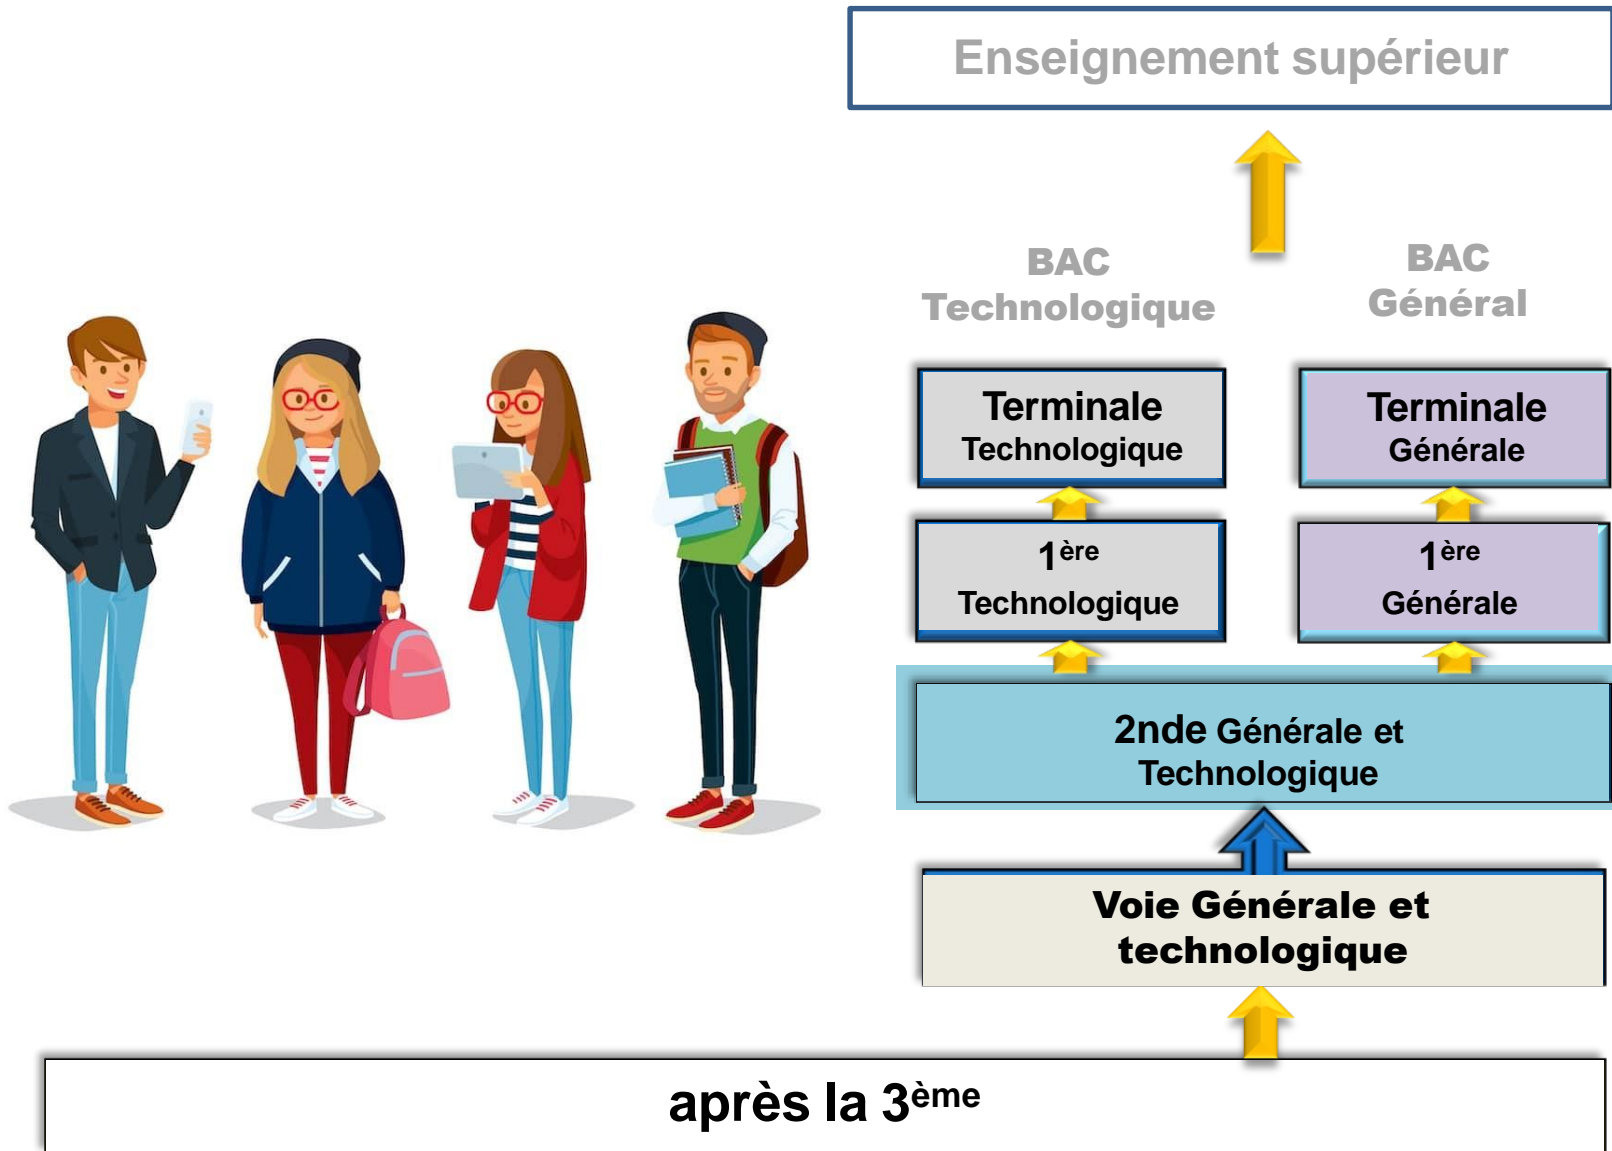 Enseignement supérieur
BAC
Technologique
BAC
Général
Terminale
Technologique
Terminale
Générale
1ère
Technologique
1ère
Générale
2nde Générale et
Technologique
Voie Générale et
technologique
après la 3ème